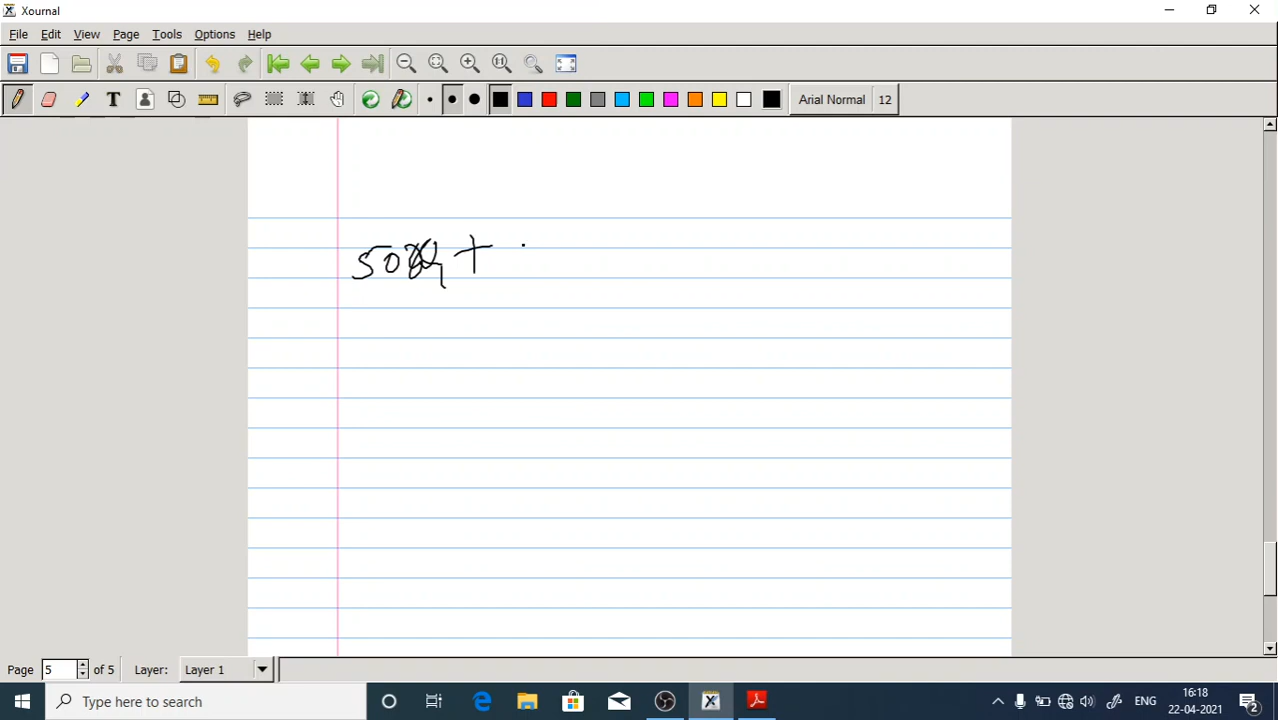 Xournal
File Edit View Page Tools Options Help
Arial Normal 12
50 +
Page 5 of 5 Layer: Layer 1
Type here to search
ENG
16:18
22-04-2021
2